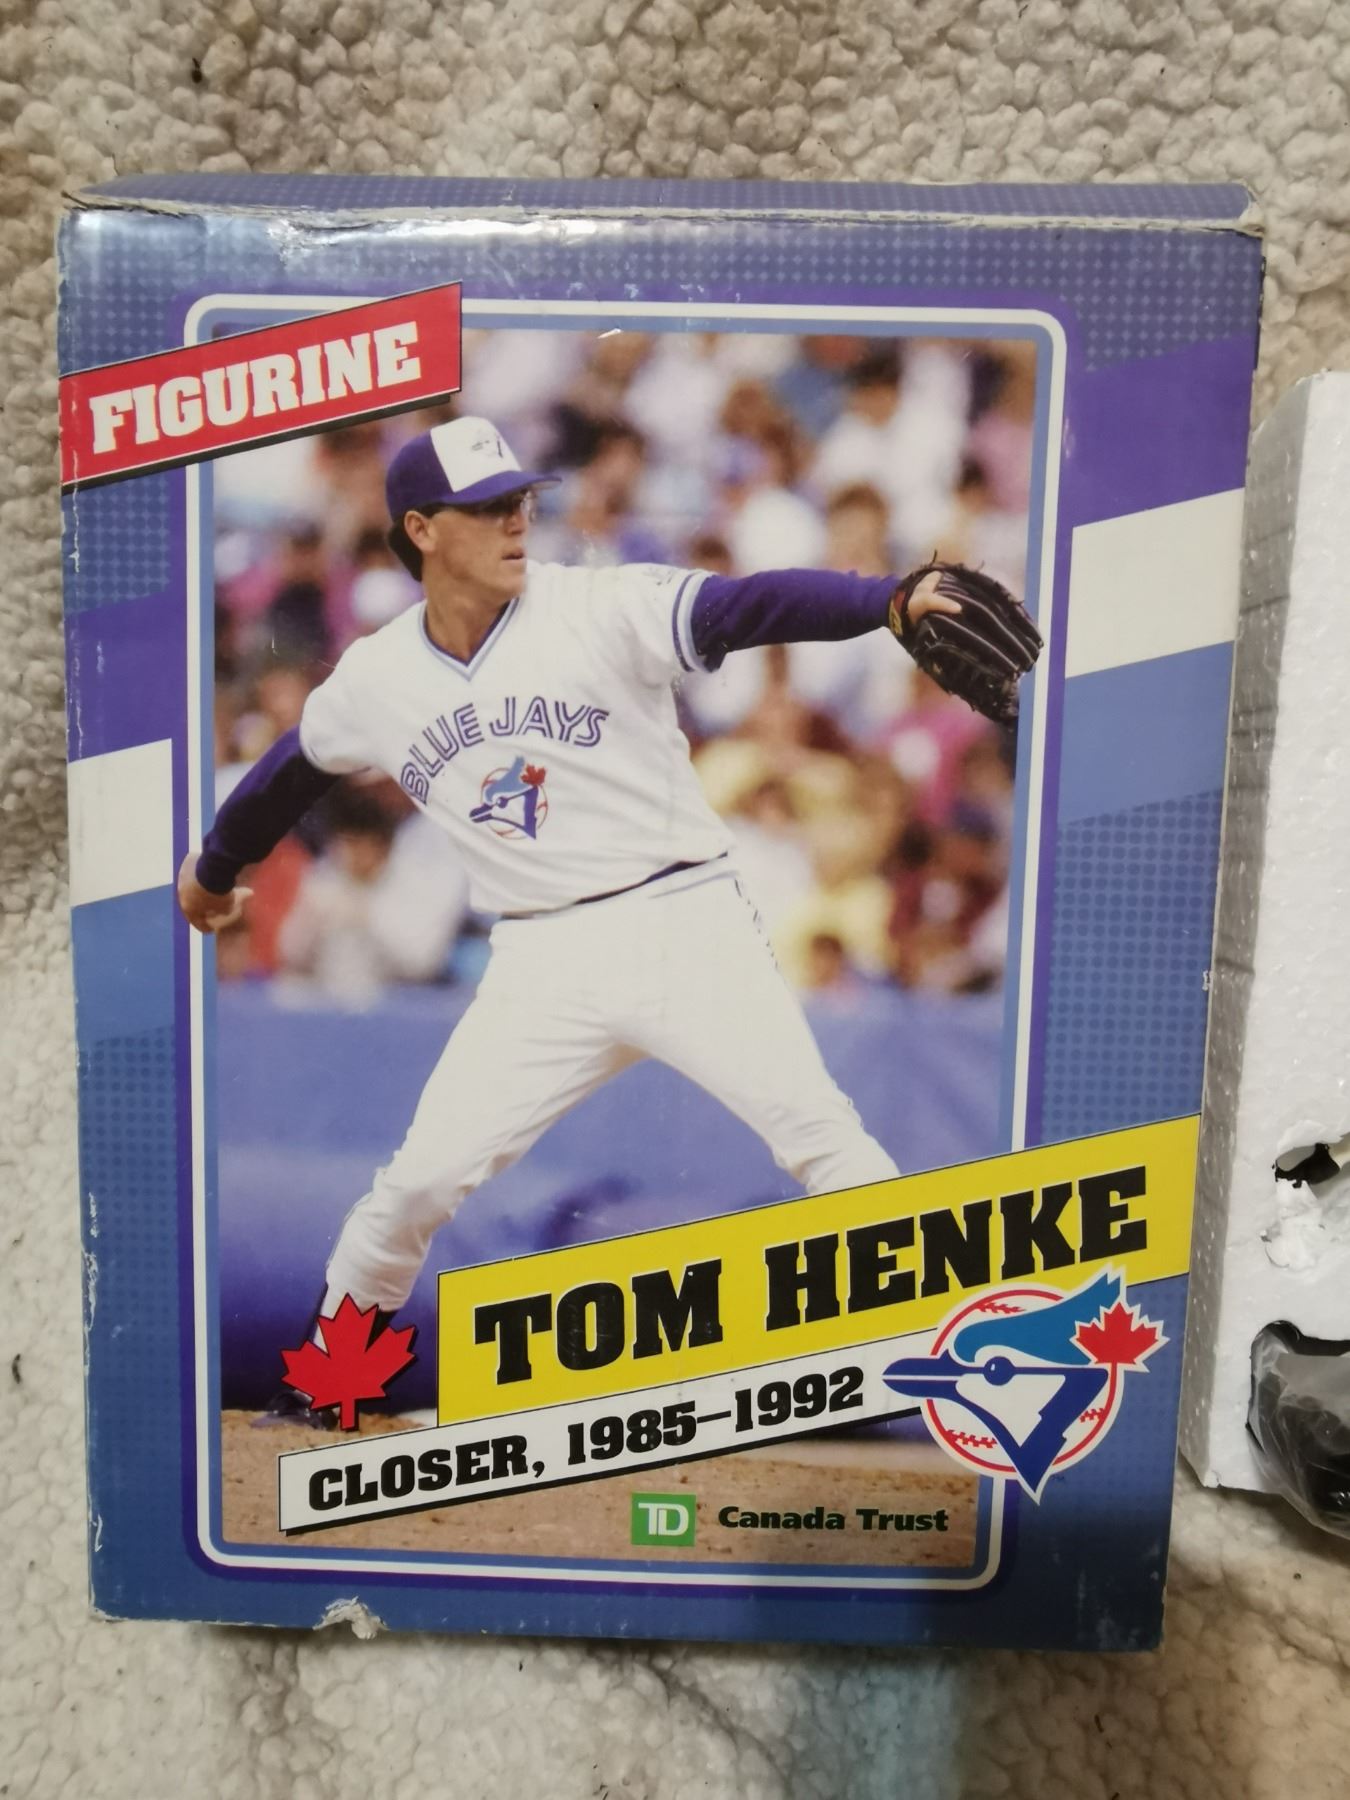 FIGURINE
BLUE JAYS
TOM HENKE
CLOSER, 1985–1992
TD Canada Trust